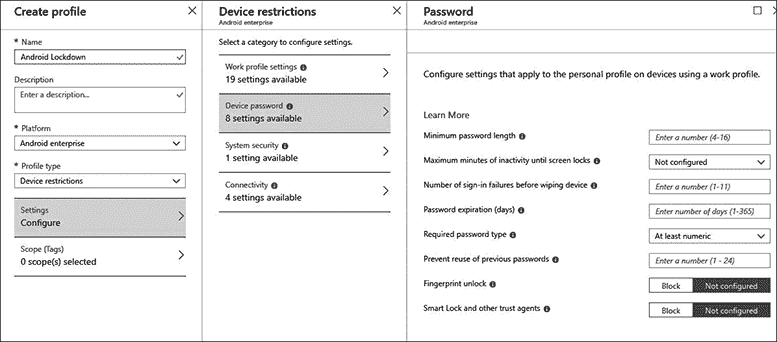 Create profile
* Name
Android Lockdown
Description
Enter a description...
* Platform
Android enterprise
* Profile type
Device restrictions
Settings
Configure
Scope (Tags)
0 scope(s) selected
Device restrictions
Android enterprise
Select a category to configure settings.
Work profile settings
19 settings available
Device password
8 settings available
System security
1 setting available
Connectivity
4 settings available
Password
Android enterprise
Configure settings that apply to the personal profile on devices using a work profile.
Learn More
Minimum password length Enter a number (4-16)
Maximum minutes of inactivity until screen locks Not configured
Number of sign-in failures before wiping device Enter a number (1-11)
Password expiration (days) Enter number of days (1-365)
Required password type At least numeric
Prevent reuse of previous passwords Enter a number (1 - 24)
Fingerprint unlock Block Not configured
Smart Lock and other trust agents Block Not configured